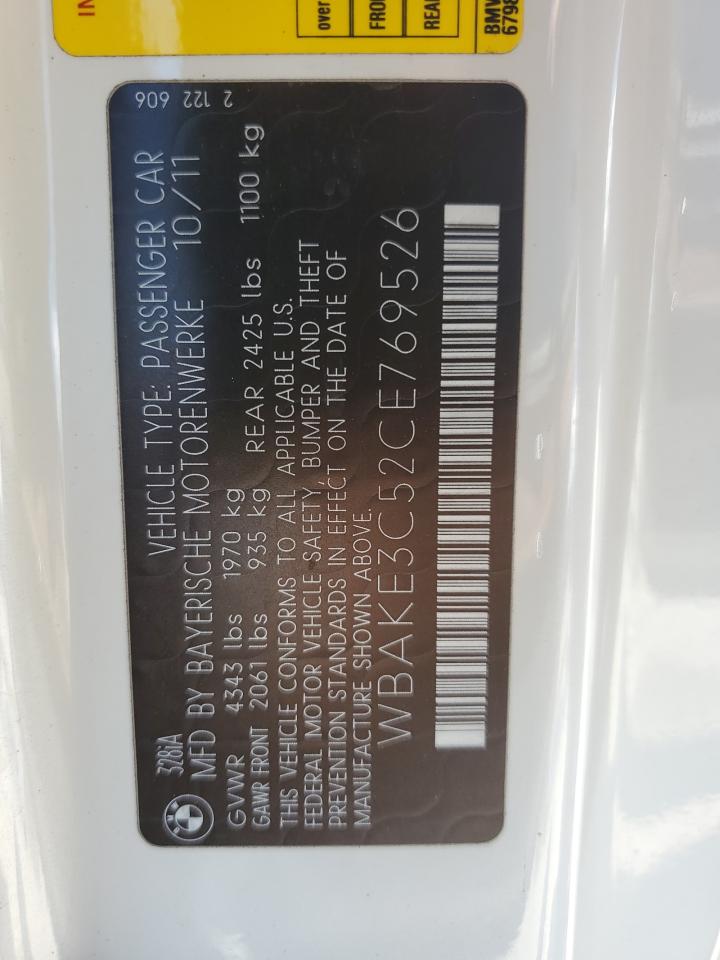 IN
over
FRO
REA
BMW
6798
328iA
VEHICLE TYPE: PASSENGER CAR
MFD BY BAYERISCHE MOTORENWERKE 10/11
GVWR 4343 lbs 1970 kg
GAWR FRONT 2061 lbs 935 kg REAR 2425 lbs 1100 kg
THIS VEHICLE CONFORMS TO ALL APPLICABLE U.S.
FEDERAL MOTOR VEHICLE SAFETY, BUMPER AND THEFT
PREVENTION STANDARDS IN EFFECT ON THE DATE OF
MANUFACTURE SHOWN ABOVE.
WBAKE3C52CE769526
2 122 606